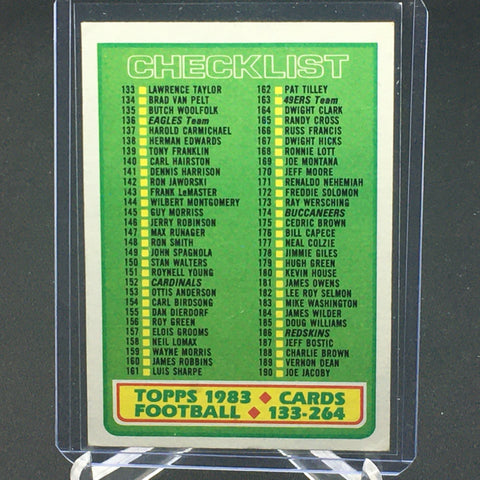 CHECKLIST
133 LAWRENCE TAYLOR
134 BRAD VAN PELT
135 BUTCH WOOLFOLK
136 EAGLES Team
137 HAROLD CARMICHAEL
138 HERMAN EDWARDS
139 TONY FRANKLIN
140 CARL HAIRSTON
141 DENNIS HARRISON
142 RON JAWORSKI
143 FRANK LeMASTER
144 WILBERT MONTGOMERY
145 GUY MORRISS
146 JERRY ROBINSON
147 MAX RUNAGER
148 RON SMITH
149 JOHN SPAGNOLA
150 STAN WALTERS
151 ROYNELL YOUNG
152 CARDINALS
153 OTTIS ANDERSON
154 CARL BIRDSONG
155 DAN DIERDORF
156 ROY GREEN
157 ELOIS GROOMS
158 NEIL LOMAX
159 WAYNE MORRIS
160 JAMES ROBBINS
161 LUIS SHARPE
162 PAT TILLEY
163 49ERS Team
164 DWIGHT CLARK
165 RANDY CROSS
166 RUSS FRANCIS
167 DWIGHT HICKS
168 RONNIE LOTT
169 JOE MONTANA
170 JEFF MOORE
171 RENALDO NEHEMIAH
172 FREDDIE SOLOMON
173 RAY WERSCHING
174 BUCCANEERS
175 CEDRIC BROWN
176 BILL CAPECE
177 NEAL COLZIE
178 JIMMIE GILES
179 HUGH GREEN
180 KEVIN HOUSE
181 JAMES OWENS
182 LEE ROY SELMON
183 MIKE WASHINGTON
184 JAMES WILDER
185 DOUG WILLIAMS
186 REDSKINS
187 JEFF BOSTIC
188 CHARLIE BROWN
189 VERNON DEAN
190 JOE JACOBY
TOPPS 1983 ◆ CARDS
FOOTBALL ◆ 133-264